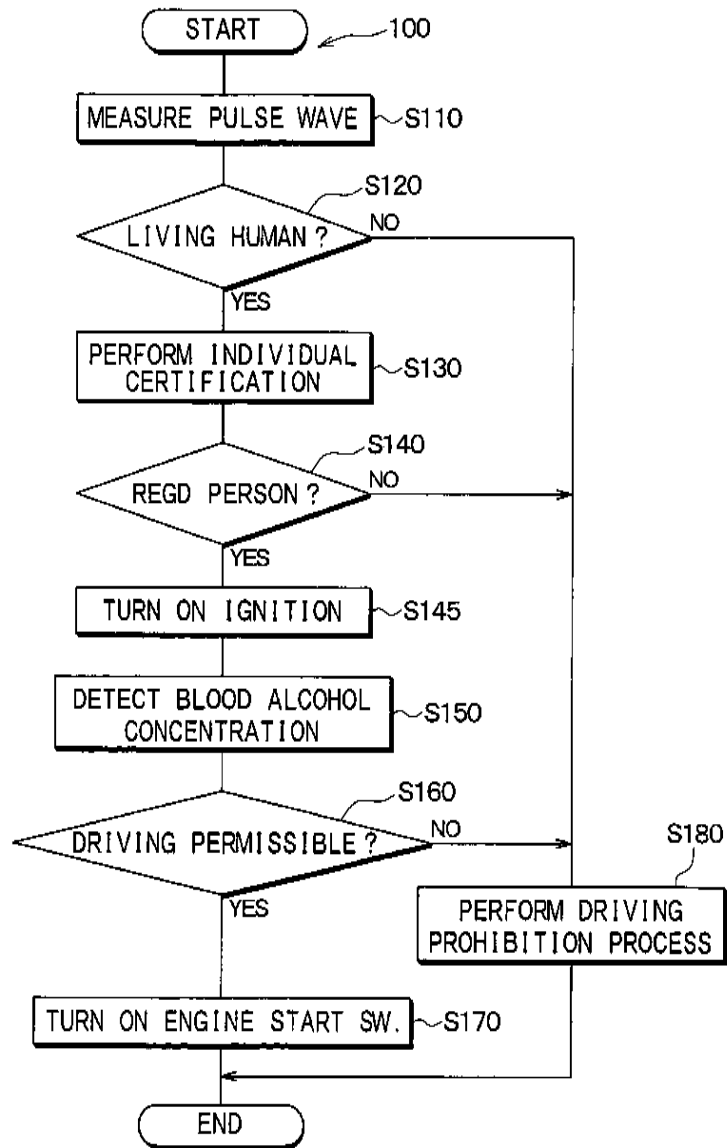 START
100
MEASURE PULSE WAVE
S110
S120
LIVING HUMAN?
NO
YES
PERFORM INDIVIDUAL
CERTIFICATION
S130
S140
REGD PERSON?
NO
YES
TURN ON IGNITION
S145
DETECT BLOOD ALCOHOL
CONCENTRATION
S150
S160
DRIVING PERMISSIBLE?
NO
YES
S180
PERFORM DRIVING
PROHIBITION PROCESS
TURN ON ENGINE START SW.
S170
END